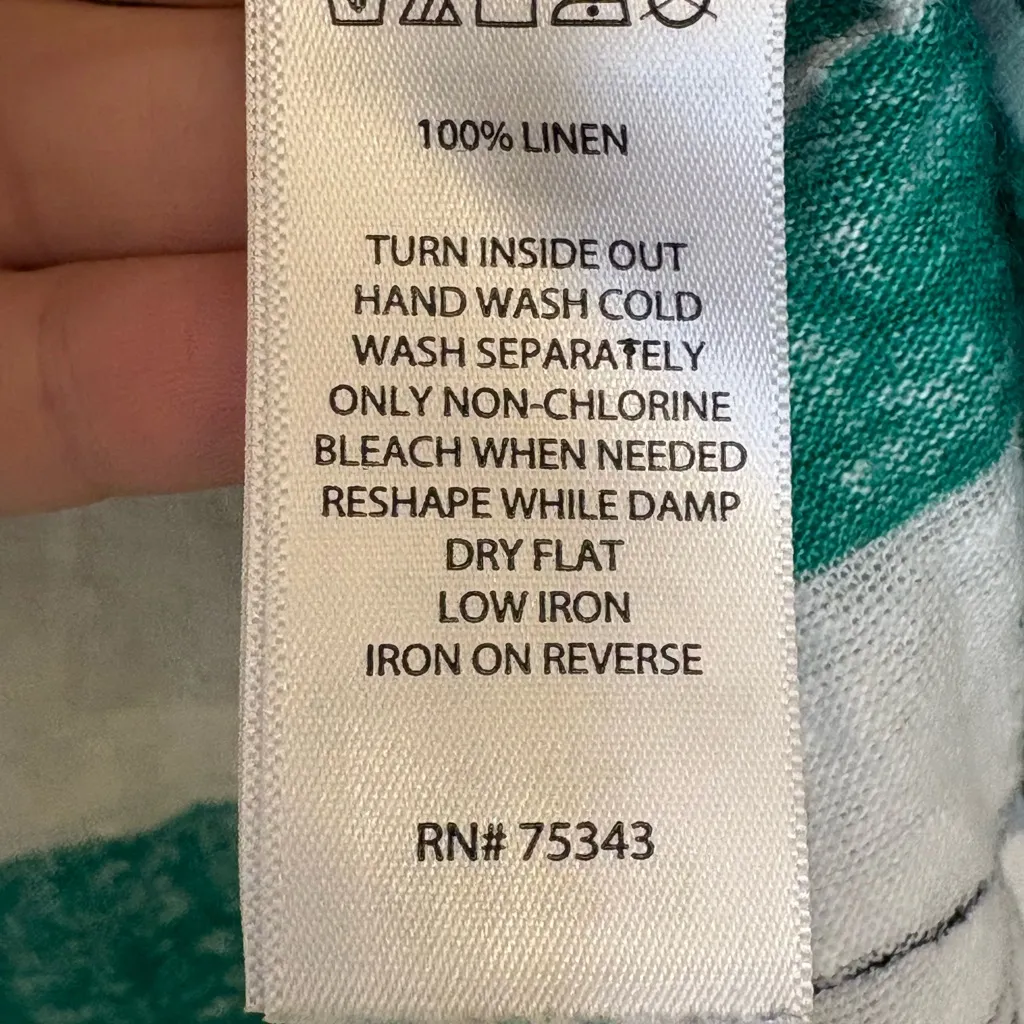 100% LINEN
TURN INSIDE OUT
HAND WASH COLD
WASH SEPARATELY
ONLY NON-CHLORINE
BLEACH WHEN NEEDED
RESHAPE WHILE DAMP
DRY FLAT
LOW IRON
IRON ON REVERSE
RN# 75343